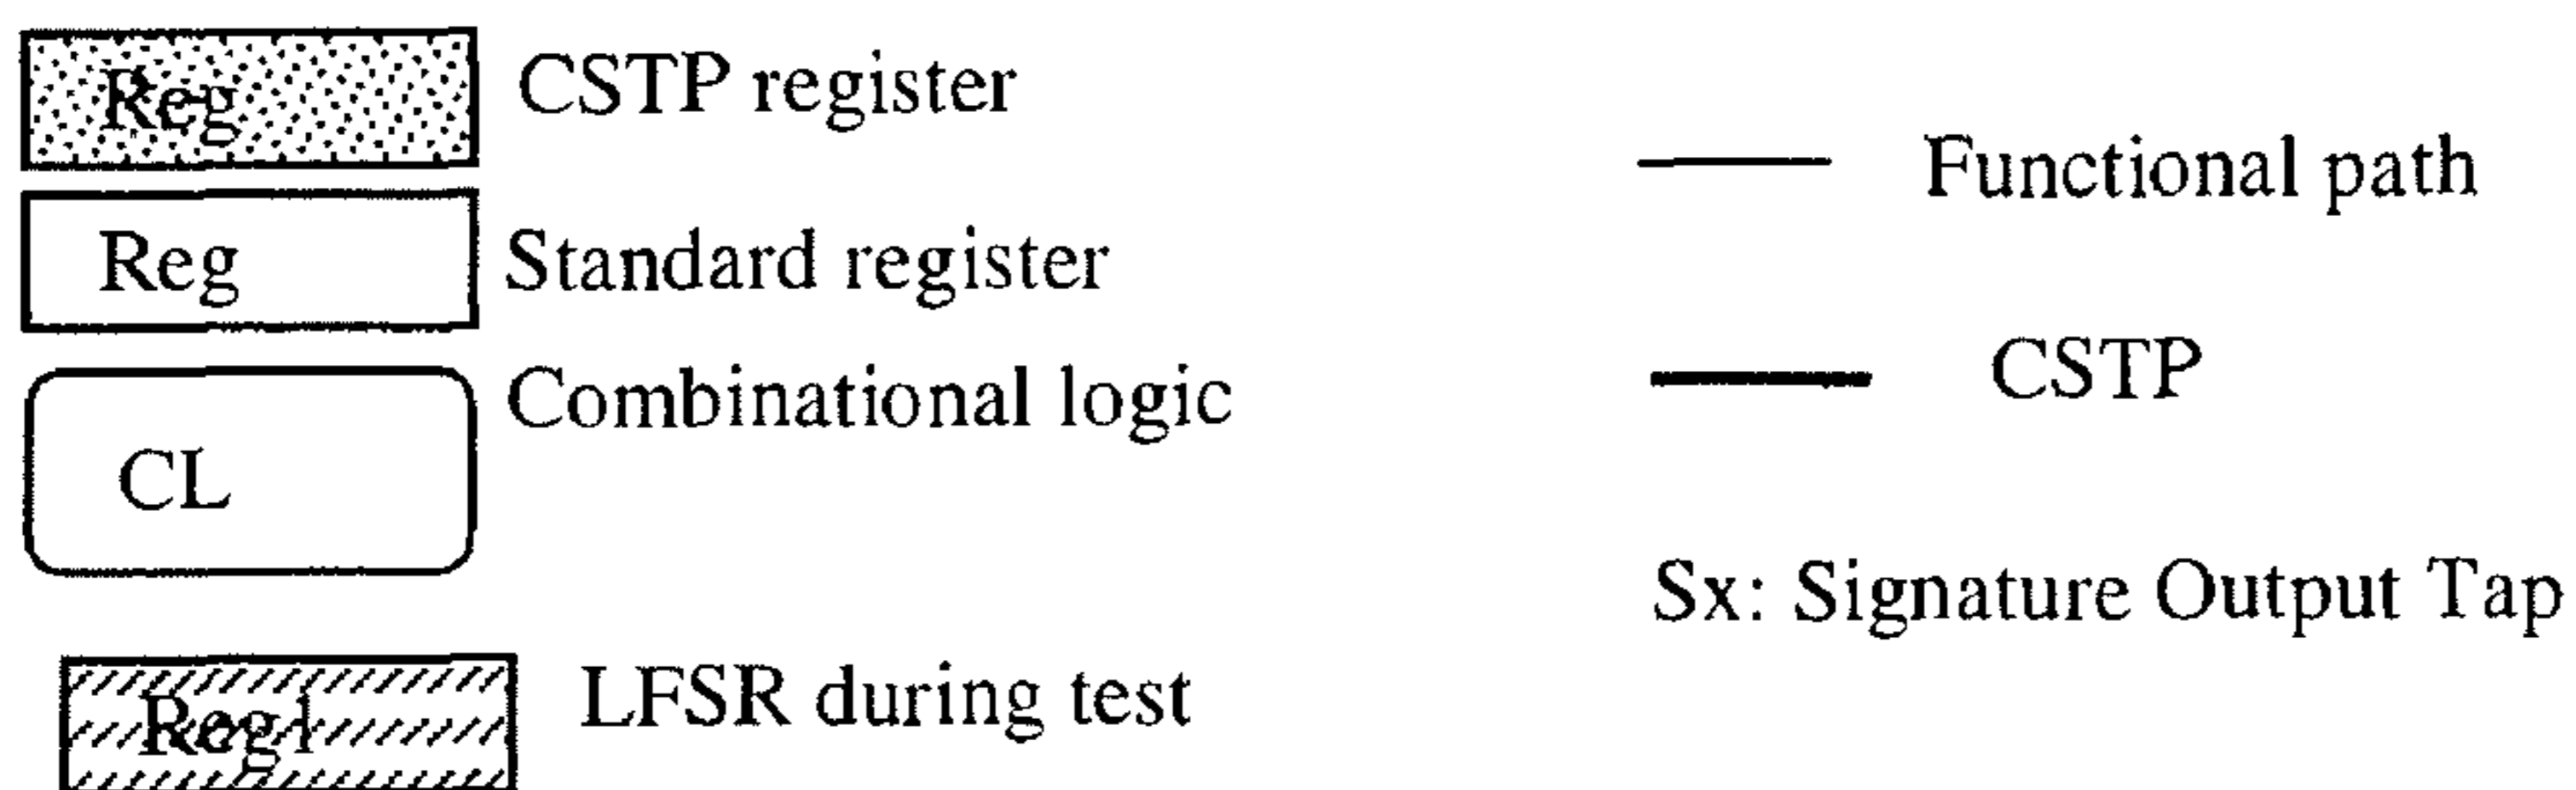 Reg CSTP register
Reg Standard register
CL Combinational logic
Reg1 LFSR during test
Functional path
CSTP
Sx: Signature Output Tap